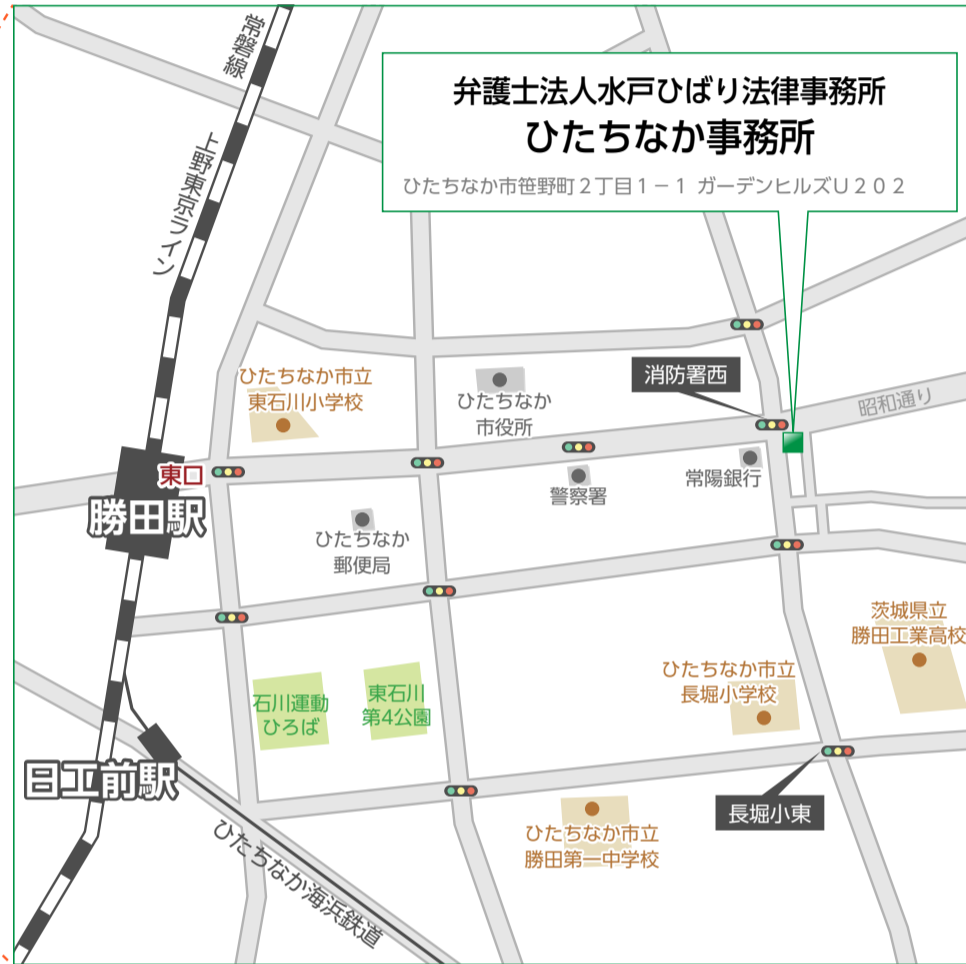 常磐線
上野東京ライン
弁護士法人水戸ひばり法律事務所
ひたちなか事務所
ひたちなか市笹野町２丁目１－１ ガーデンヒルズＵ２０２
消防署西
昭和通り
ひたちなか市立
東石川小学校
ひたちなか
市役所
東口
勝田駅
警察署
常陽銀行
ひたちなか
郵便局
茨城県立
勝田工業高校
ひたちなか市立
長堀小学校
石川運動
ひろば
東石川
第4公園
日工前駅
長堀小東
ひたちなか市立
勝田第一中学校
ひたちなか海浜鉄道